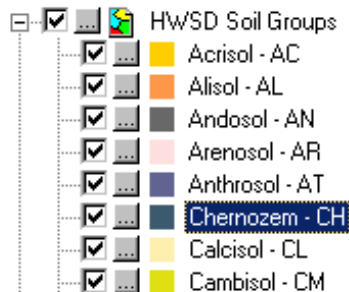 HWSD Soil Groups
Acrisol - AC
Alisol - AL
Andosol - AN
Arenosol - AR
Anthrosol - AT
Chernozem - CH
Calcisol - CL
Cambisol - CM